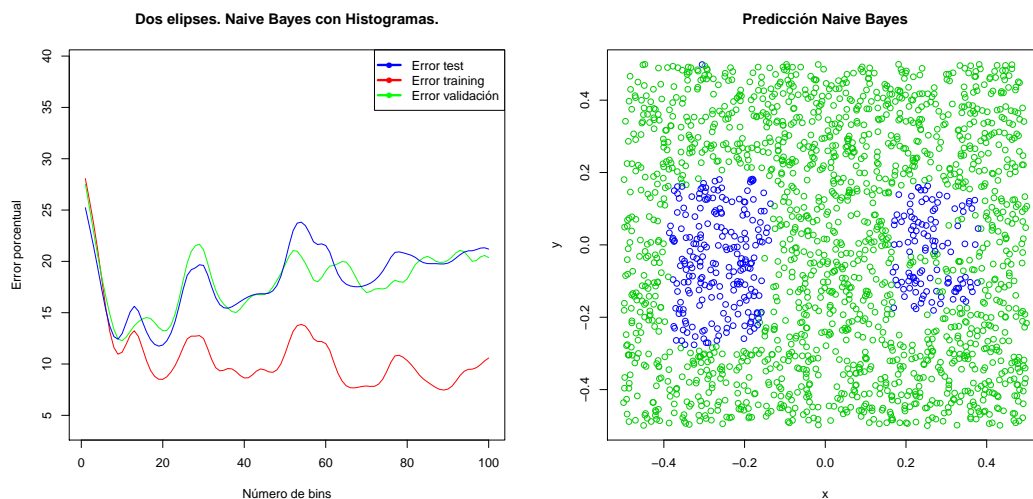 Dos elipses. Naive Bayes con Histogramas.
Error porcentual
40
35
30
25
20
15
10
5
Error test
Error training
Error validación
0
20
40
60
80
100
Número de bins
Predicción Naive Bayes
y
0.4
0.2
0.0
−0.2
−0.4
−0.4
−0.2
0.0
0.2
0.4
x